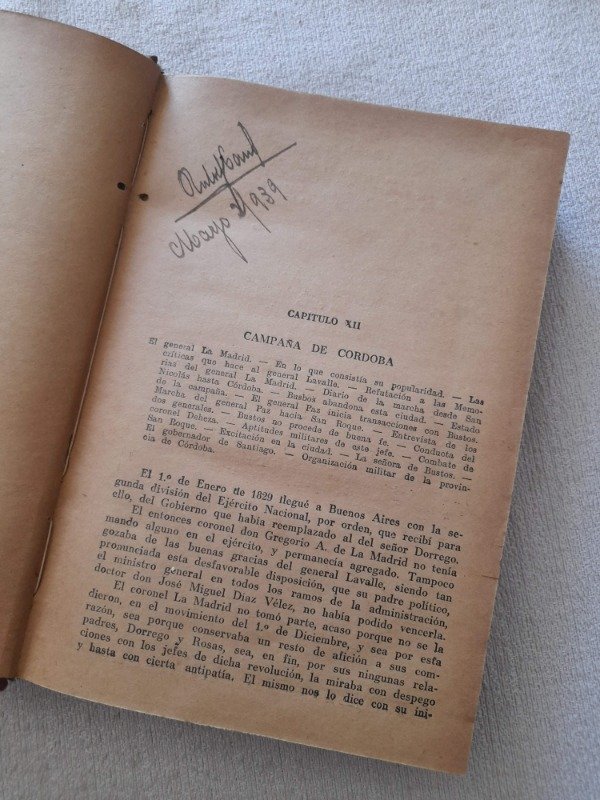 Mayo 1939
CAPITULO XII
CAMPAÑA DE CORDOBA
El general La Madrid. — En lo que consistía su popularidad. — Las
críticas que hace al general Lavalle. — Refutación a las Memo-
rias del general La Madrid. — Diario de la marcha desde San
Nicolás hasta Córdoba. — Bustos abandona esta ciudad. — Estado
de la campaña. — El general Paz inicia transacciones con Bustos.
Marcha del general Paz hacia San Roque. — Entrevista de los
dos generales. — Bustos no procede de buena fe. — Conducta del
coronel Deheza. — Aptitudes militares de este jefe. — Combate de
San Roque. — Excitación en la ciudad. — La señora de Bustos. —
El gobernador de Santiago. — Organización militar de la provin-
cia de Córdoba.
El 1.º de Enero de 1829 llegué a Buenos Aires con la se-
gunda división del Ejército Nacional, por orden, que recibí para
ello, del Gobierno que había reemplazado al del señor Dorrego.
El entonces coronel don Gregorio A. de La Madrid no tenía
mando alguno en el ejército, y permanecía agregado. Tampoco
gozaba de las buenas gracias del general Lavalle, siendo tan
pronunciada esta desfavorable disposición, que su padre político,
el ministro general en todos los ramos de la administración,
doctor don José Miguel Díaz Vélez, no había podido vencerla.
El coronel La Madrid no tomó parte, acaso porque no se la
dieron, en el movimiento del 1.º de Diciembre, y sea por esta
razón, sea porque conservaba un resto de afición a sus com-
padres, Dorrego y Rosas, sea, en fin, por sus ningunas rela-
ciones con los jefes de dicha revolución, la miraba con despego
y hasta con cierta antipatía. El mismo nos lo dice con su ini-